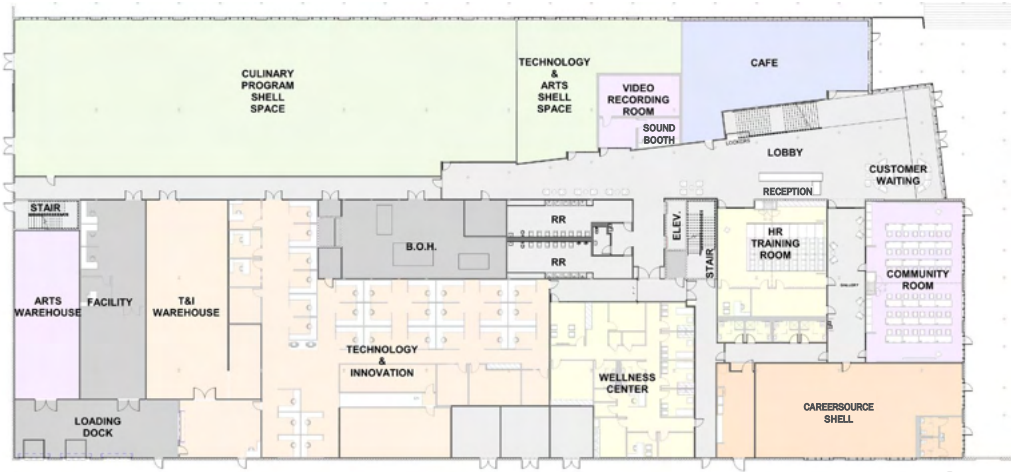 CULINARY
PROGRAM
SHELL
SPACE
TECHNOLOGY
&
ARTS
SHELL
SPACE
VIDEO
RECORDING
ROOM
SOUND
BOOTH
CAFE
LOBBY
CUSTOMER
WAITING
RECEPTION
STAIR
ARTS
WAREHOUSE
FACILITY
T&I
WAREHOUSE
B.O.H.
RR
RR
ELEV.
STAIR
HR
TRAINING
ROOM
COMMUNITY
ROOM
TECHNOLOGY
&
INNOVATION
WELLNESS
CENTER
LOADING
DOCK
CAREERSOURCE
SHELL